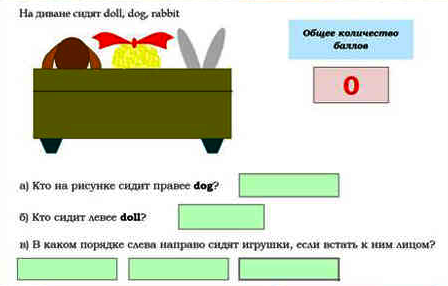 На диване сидят doll, dog, rabbit
Общее количество
баллов
0
а) Кто на рисунке сидит правее dog?
б) Кто сидит левее doll?
в) В каком порядке слева направо сидят игрушки, если встать к ним лицом?